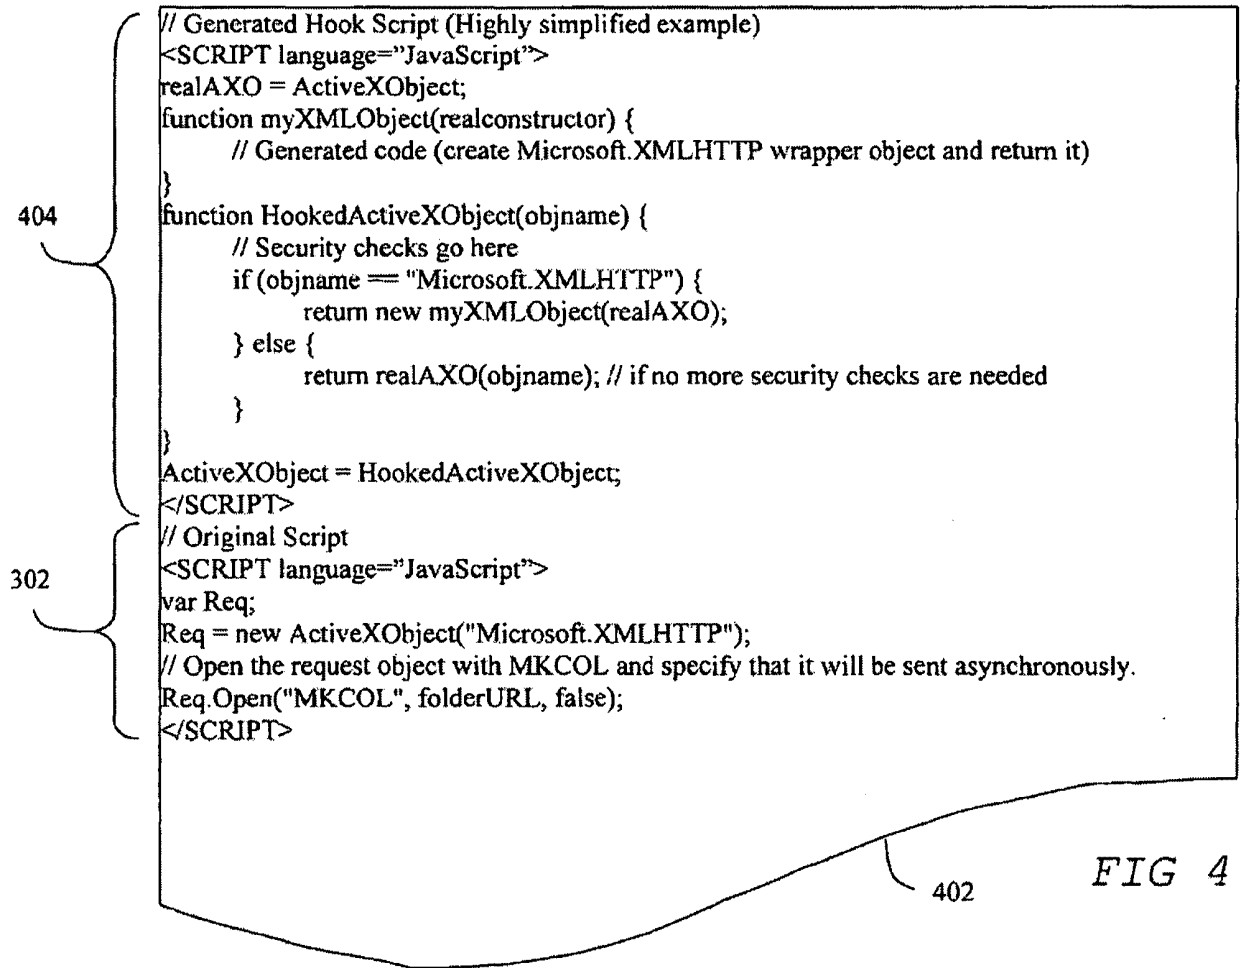 // Generated Hook Script (Highly simplified example)
<SCRIPT language="JavaScript">
realAXO = ActiveXObject;
function myXMLObject(realconstructor) {
// Generated code (create Microsoft.XMLHTTP wrapper object and return it)
}
404
function HookedActiveXObject(objname) {
// Security checks go here
if (objname == "Microsoft.XMLHTTP") {
return new myXMLObject(realAXO);
} else {
return realAXO(objname); // if no more security checks are needed
}
}
ActiveXObject = HookedActiveXObject;
</SCRIPT>
// Original Script
<SCRIPT language="JavaScript">
302
var Req;
Req = new ActiveXObject("Microsoft.XMLHTTP");
// Open the request object with MKCOL and specify that it will be sent asynchronously.
Req.Open("MKCOL", folderURL, false);
</SCRIPT>
402
FIG 4